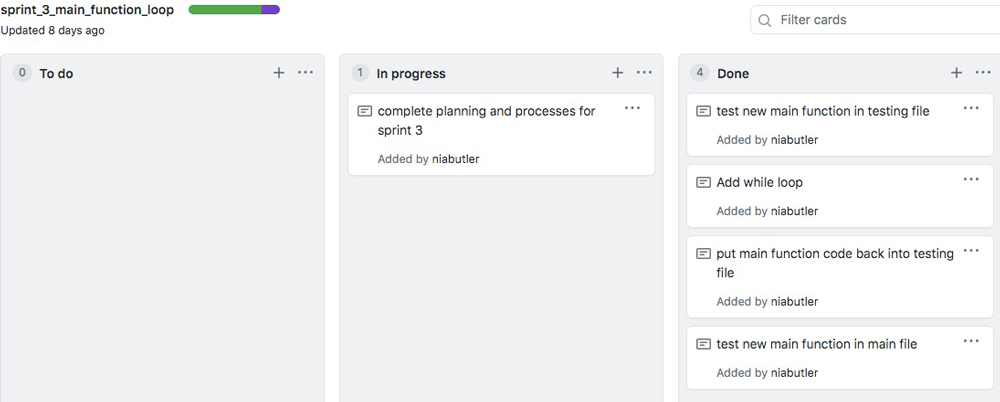 sprint_3_main_function_loop
Updated 8 days ago
Filter cards
0 To do
1 In progress
complete planning and processes for
sprint 3
Added by niabutler
4 Done
test new main function in testing file
Added by niabutler
Add while loop
Added by niabutler
put main function code back into testing
file
Added by niabutler
test new main function in main file
Added by niabutler